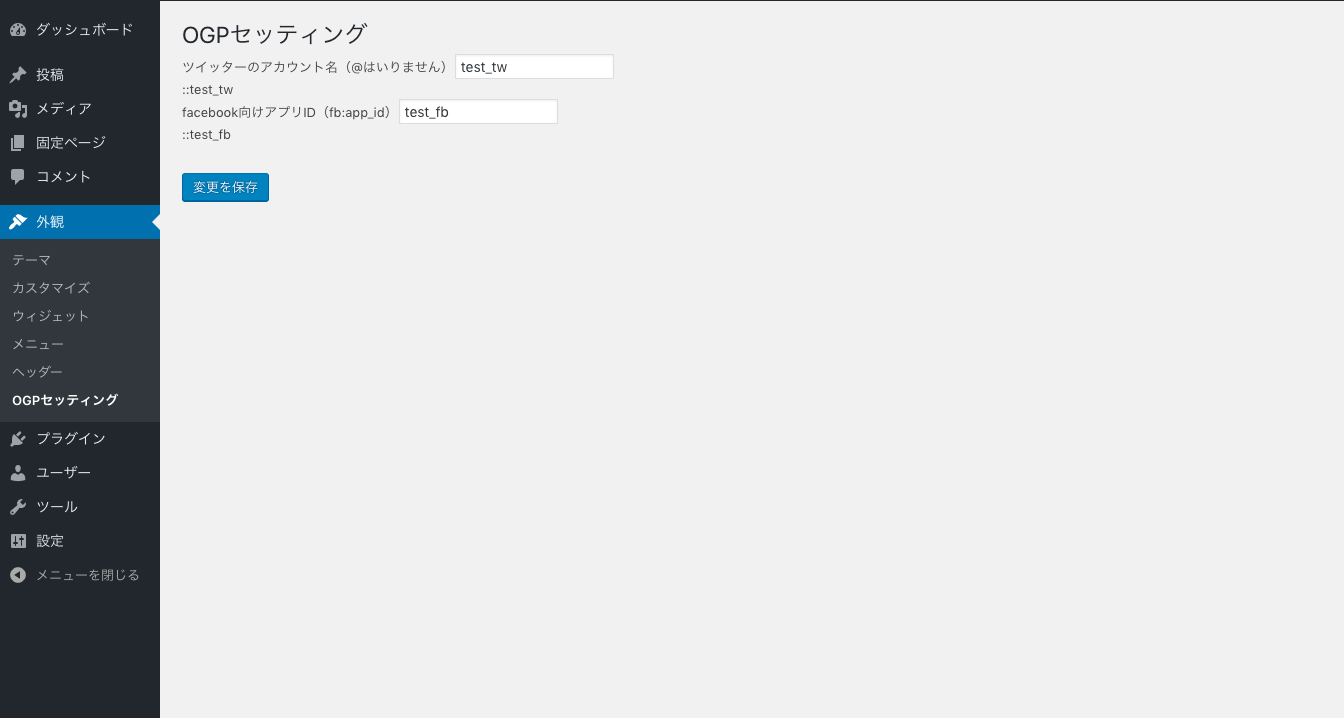 ダッシュボード
投稿
メディア
固定ページ
コメント
外観
テーマ
カスタマイズ
ウィジェット
メニュー
ヘッダー
OGPセッティング
プラグイン
ユーザー
ツール
設定
メニューを閉じる
OGPセッティング
ツイッターのアカウント名（@はいりません） test_tw
::test_tw
facebook向けアプリID（fb:app_id） test_fb
::test_fb
変更を保存